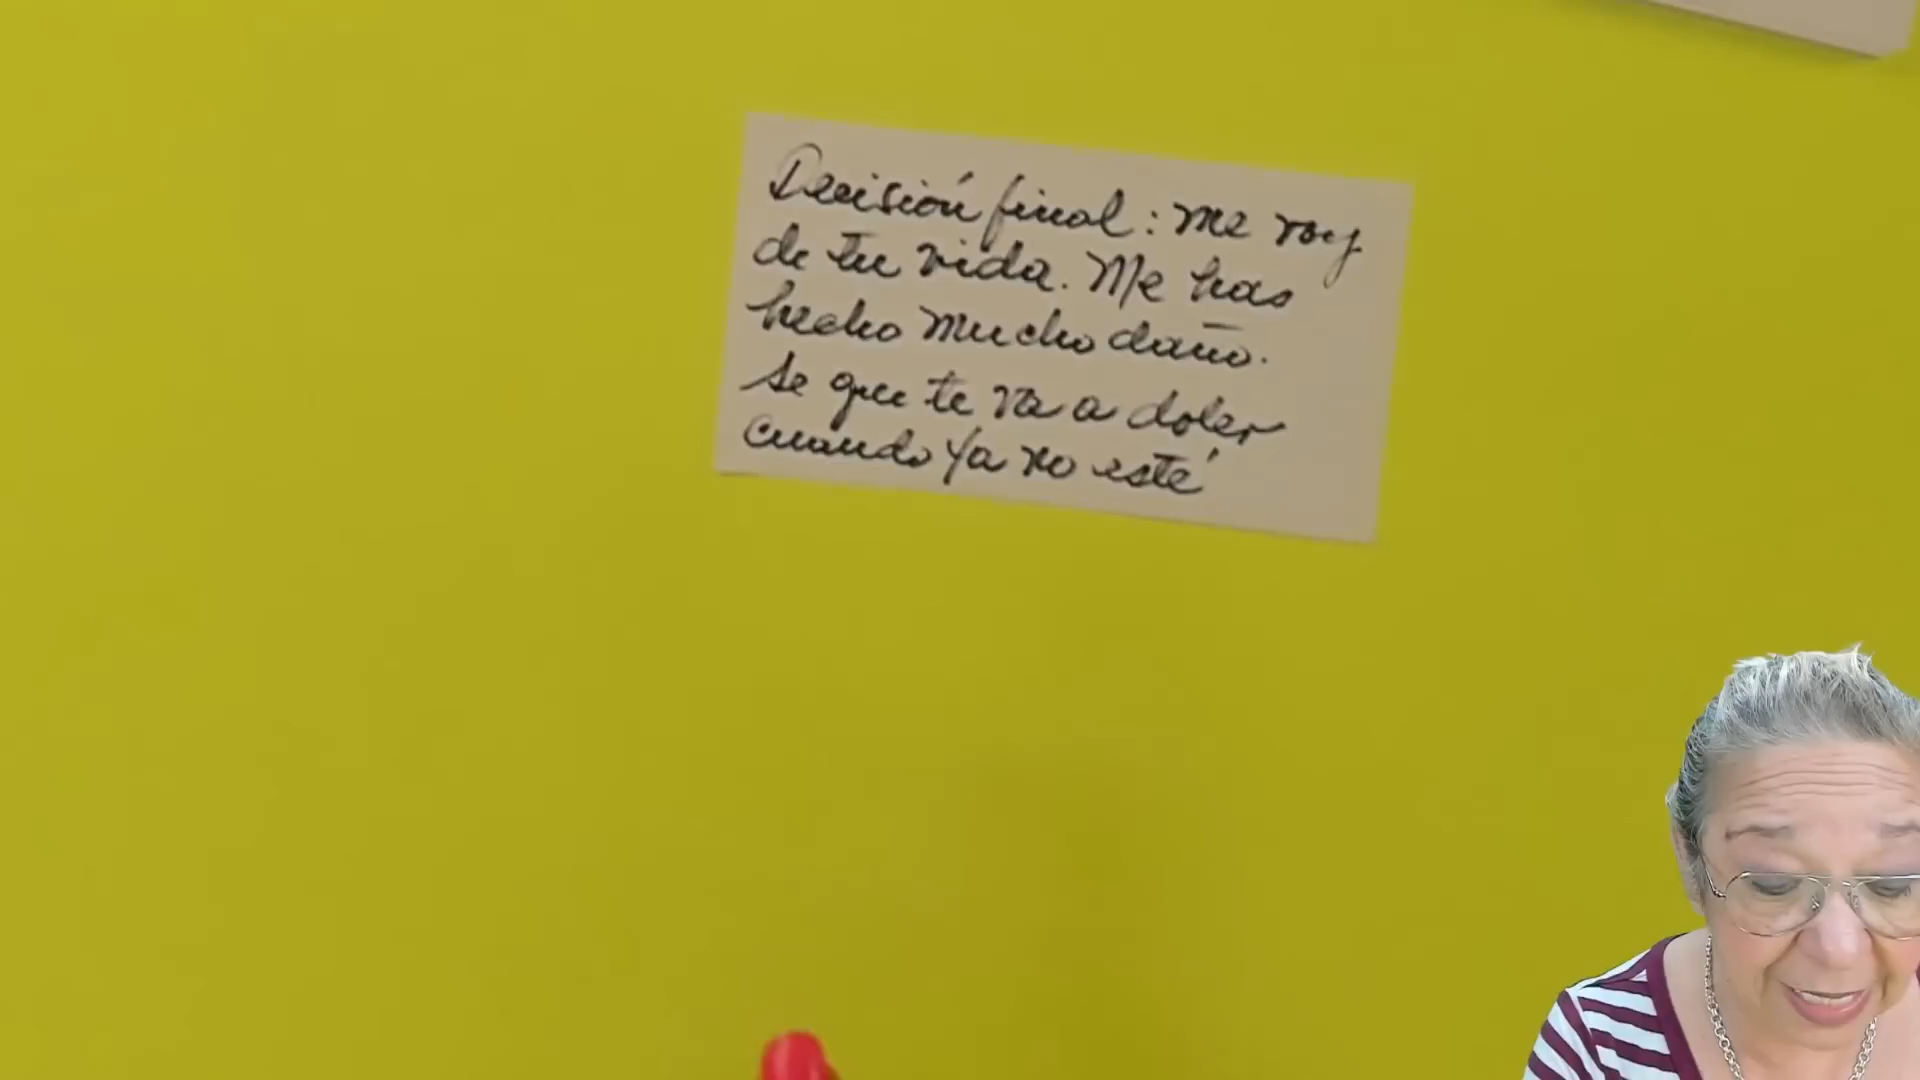 Decisión final: me voy
de tu vida. Me has
hecho mucho daño.
Se que te va a doler
cuando ya no esté